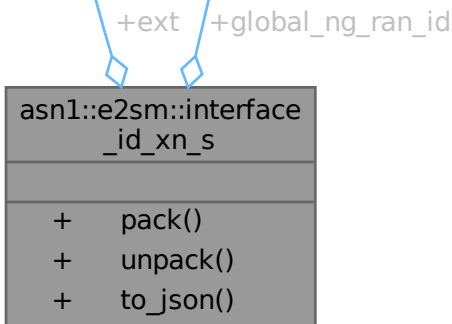 +ext +global_ng_ran_id
asn1::e2sm::interface
_id_xn_s
+ pack()
+ unpack()
+ to_json()